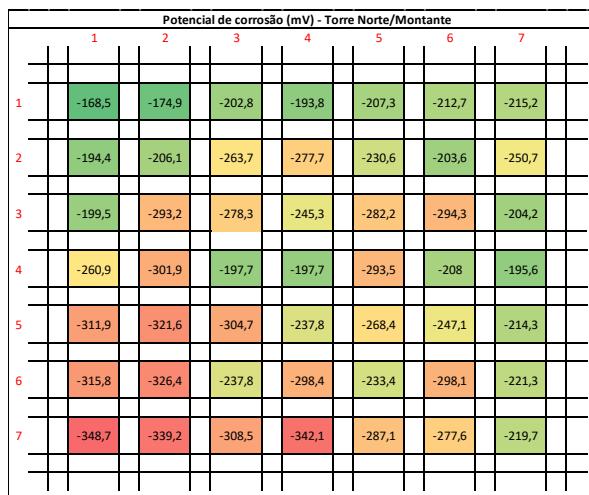 Potencial de corrosão (mV) - Torre Norte/Montante
1 2 3 4 5 6 7
1 -168,5 -174,9 -202,8 -193,8 -207,3 -212,7 -215,2
2 -194,4 -206,1 -263,7 -277,7 -230,6 -203,6 -250,7
3 -199,5 -293,2 -278,3 -245,3 -282,2 -294,3 -204,2
4 -260,9 -301,9 -197,7 -197,7 -293,5 -208 -195,6
5 -311,9 -321,6 -304,7 -237,8 -268,4 -247,1 -214,3
6 -315,8 -326,4 -237,8 -298,4 -233,4 -298,1 -221,3
7 -348,7 -339,2 -308,5 -342,1 -287,1 -277,6 -219,7